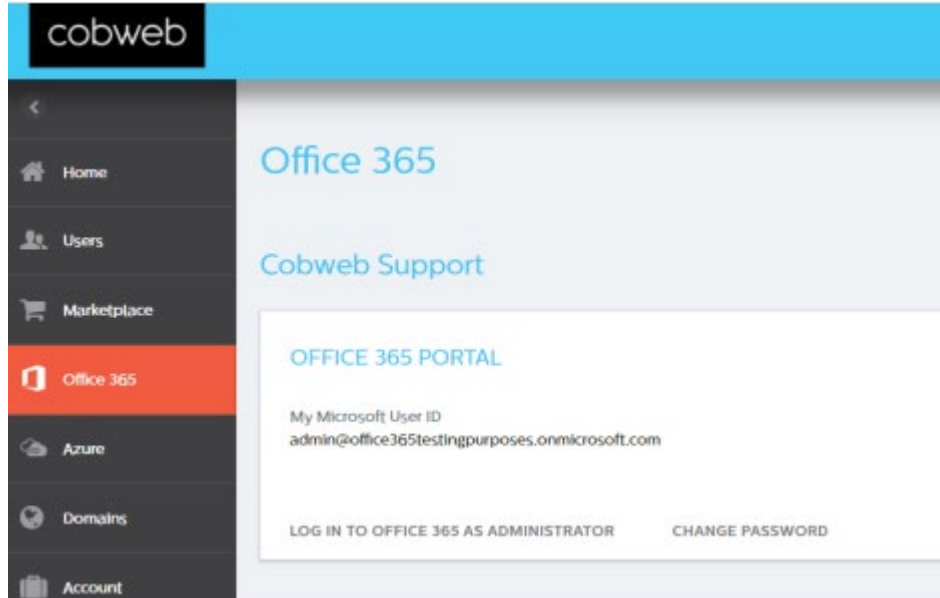 cobweb
Home
Users
Marketplace
Office 365
Azure
Domains
Account
Office 365
Cobweb Support
OFFICE 365 PORTAL
My Microsoft User ID
admin@office365testingpurposes.onmicrosoft.com
LOG IN TO OFFICE 365 AS ADMINISTRATOR
CHANGE PASSWORD